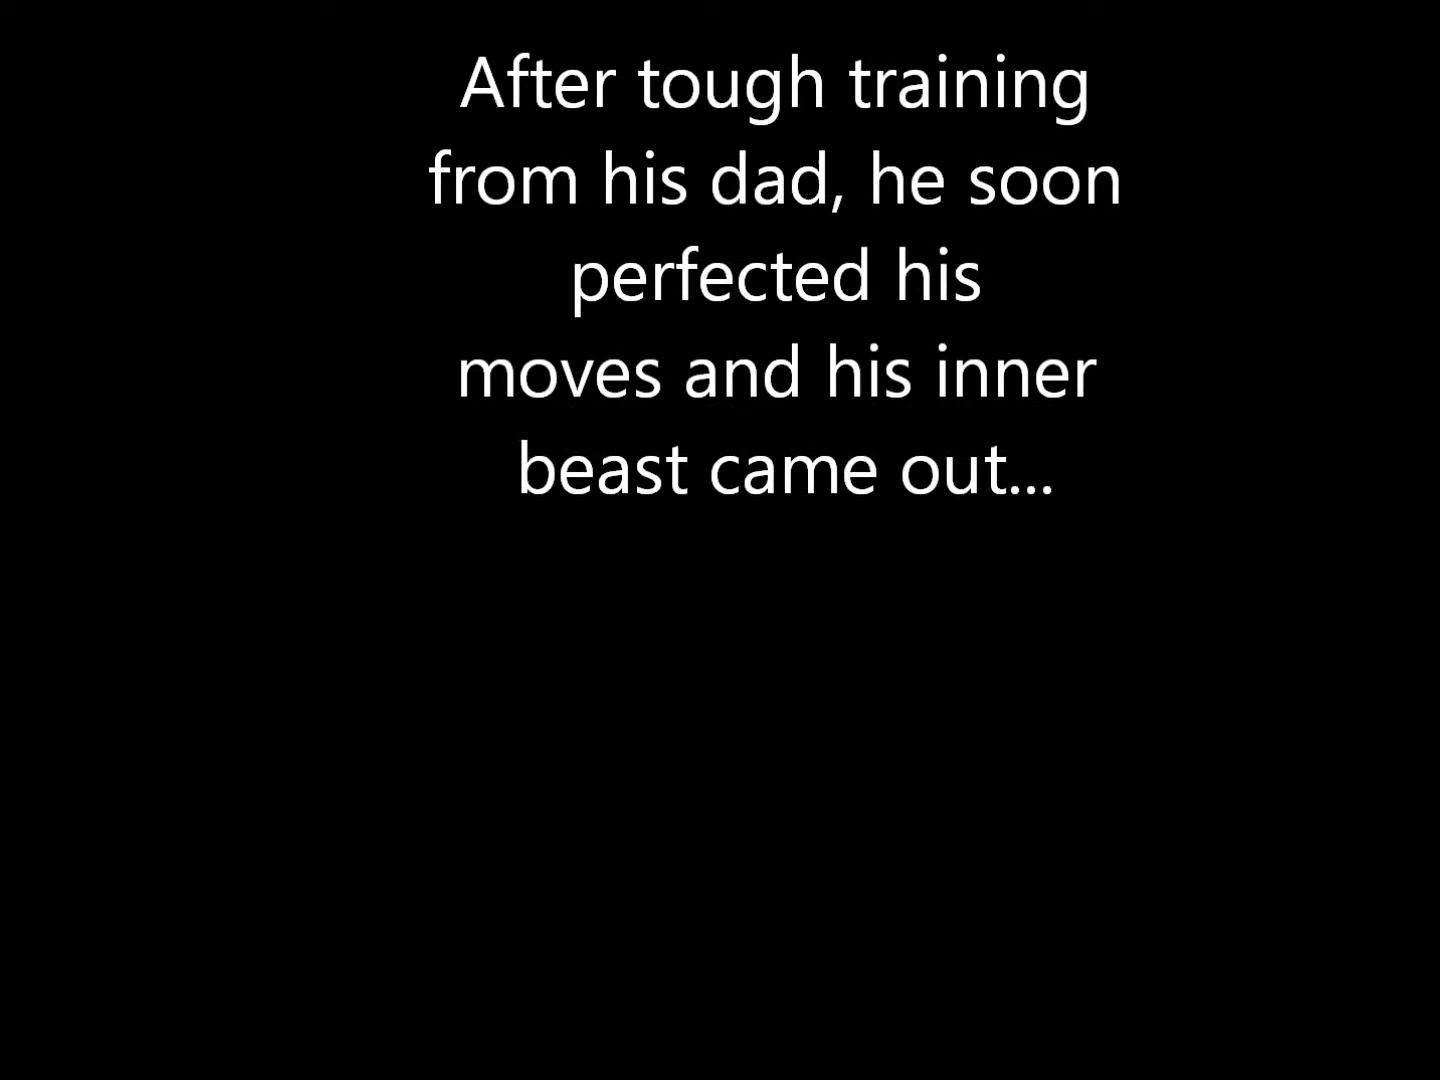 After tough training
from his dad, he soon
perfected his
moves and his inner
beast came out...